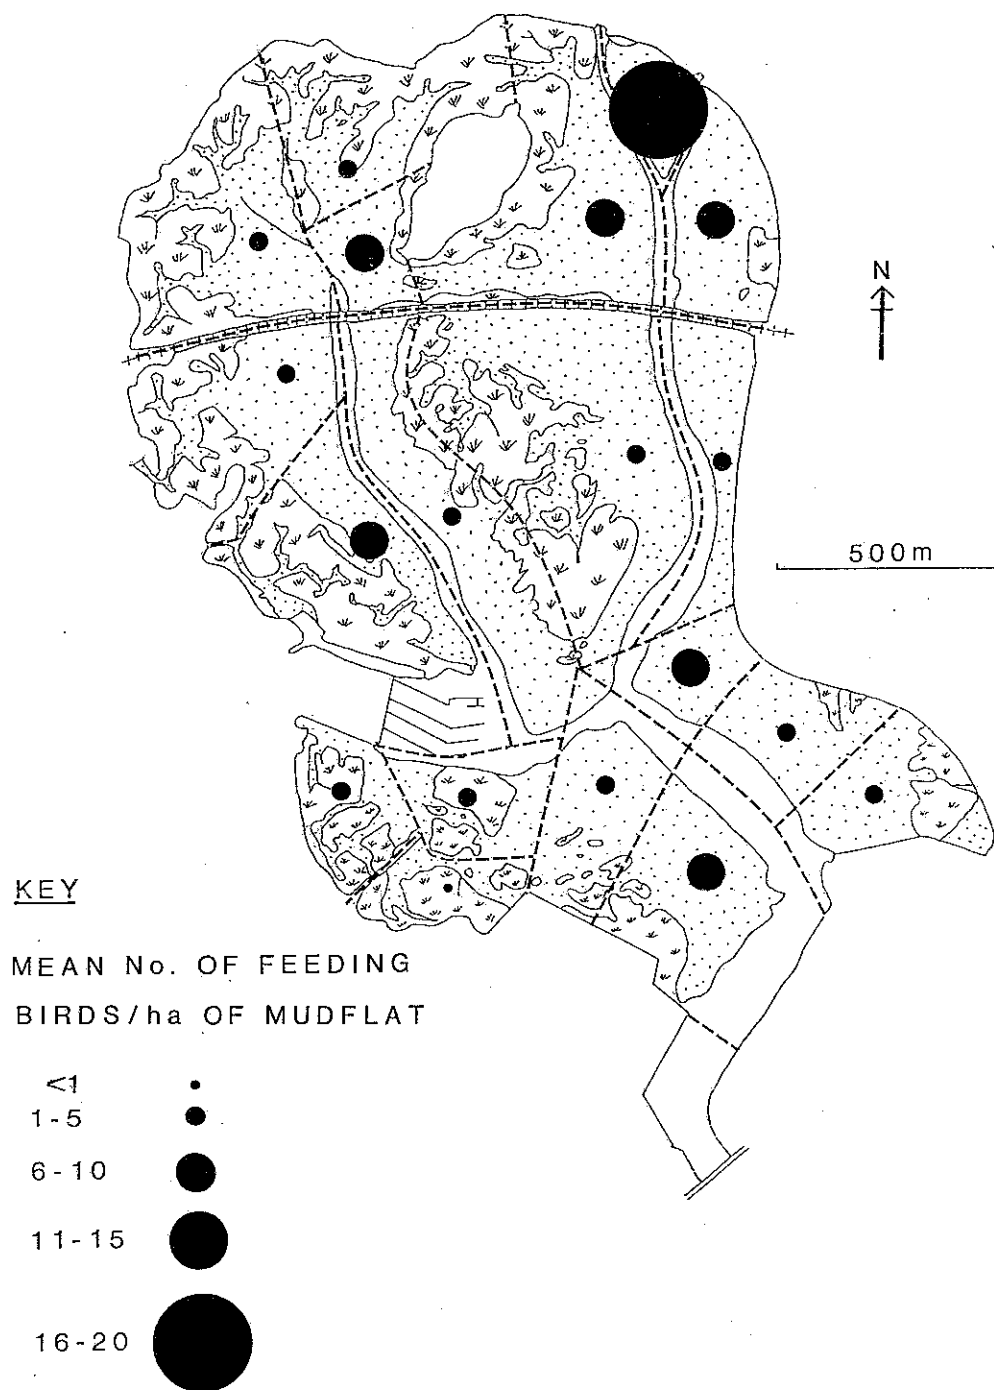 N
500m
KEY
MEAN No. OF FEEDING
BIRDS/ha OF MUDFLAT
<1
1-5
6-10
11-15
16-20